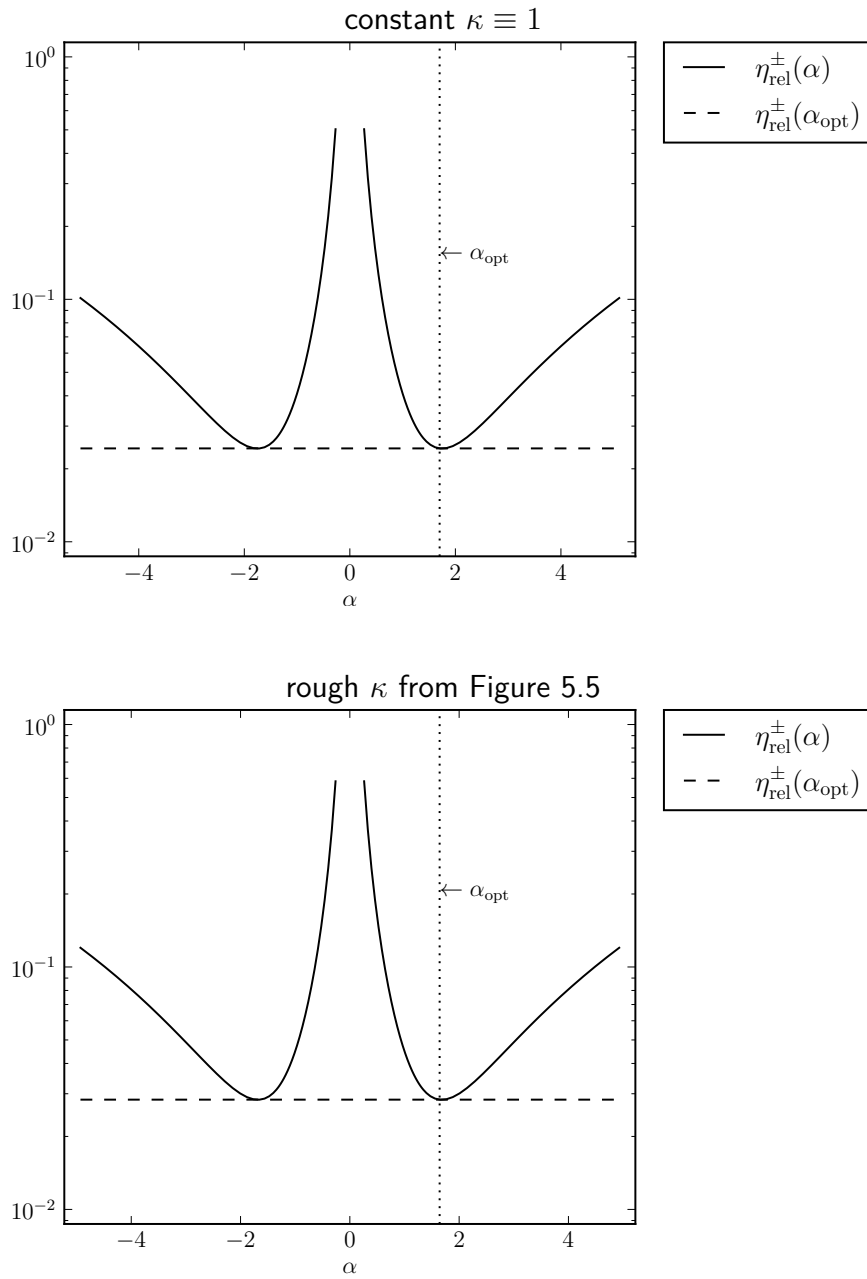 constant κ ≡ 1
10⁰
η±rel(α)
η±rel(αopt)
← αopt
10⁻¹
10⁻²
−4 −2 0 2 4
α
rough κ from Figure 5.5
10⁰
η±rel(α)
η±rel(αopt)
← αopt
10⁻¹
10⁻²
−4 −2 0 2 4
α